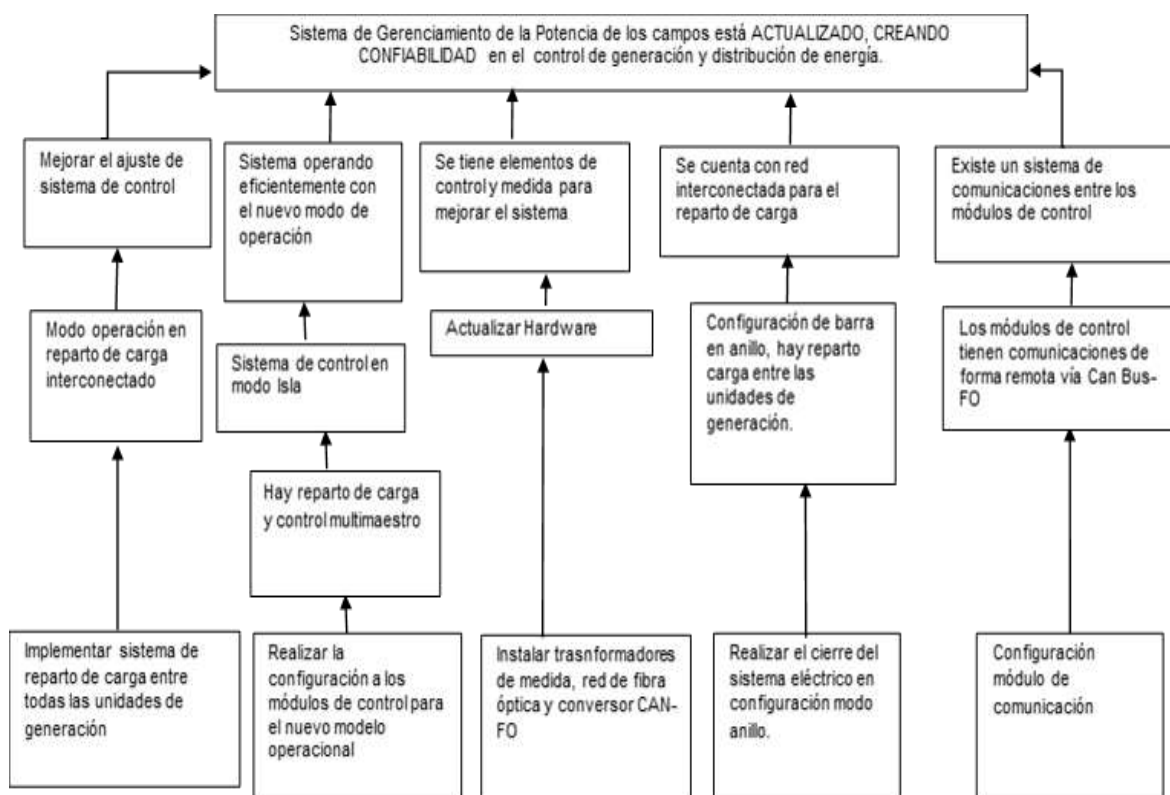 Sistema de Gerenciamiento de la Potencia de los campos está ACTUALIZADO, CREANDO
CONFIABILIDAD en el control de generación y distribución de energía.
Mejorar el ajuste de
sistema de control
Sistema operando
eficientemente con
el nuevo modo de
operación
Se tiene elementos de
control y medida para
mejorar el sistema
Se cuenta con red
interconectada para el
reparto de carga
Existe un sistema de
comunicaciones entre los
módulos de control
Modo operación en
reparto de carga
interconectado
Sistema de control en
modo Isla
Actualizar Hardware
Configuración de barra
en anillo, hay reparto
carga entre las
unidades de
generación.
Los módulos de control
tienen comunicaciones de
forma remota vía Can Bus-
FO
Hay reparto de carga
y control multimaestro
Implementar sistema de
reparto de carga entre
todas las unidades de
generación
Realizar la
configuración a los
módulos de control para
el nuevo modelo
operacional
Instalar trasnformadores
de medida, red de fibra
óptica y conversor CAN-
FO
Realizar el cierre del
sistema eléctrico en
configuración modo
anillo.
Configuración
módulo de
comunicación